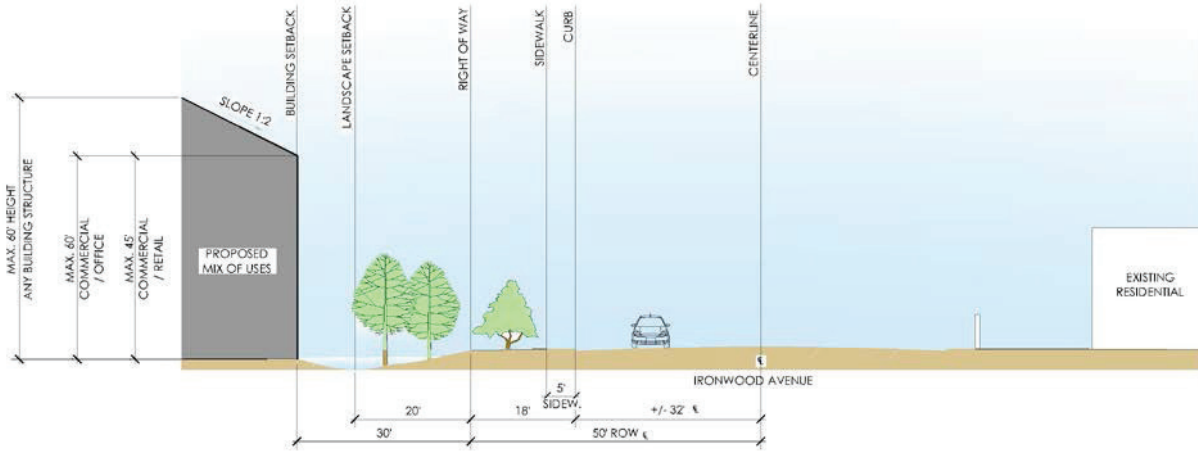 BUILDING SETBACK
LANDSCAPE SETBACK
RIGHT OF WAY
SIDEWALK
CURB
CENTERLINE
SLOPE 1:2
MAX. 60' HEIGHT
ANY BUILDING STRUCTURE
MAX. 60'
COMMERCIAL
/ OFFICE
MAX. 45'
COMMERCIAL
/ RETAIL
PROPOSED
MIX OF USES
EXISTING
RESIDENTIAL
℄
IRONWOOD AVENUE
5'
SIDEW.
20'
18'
+/- 32' ℄
30'
50' ROW ℄